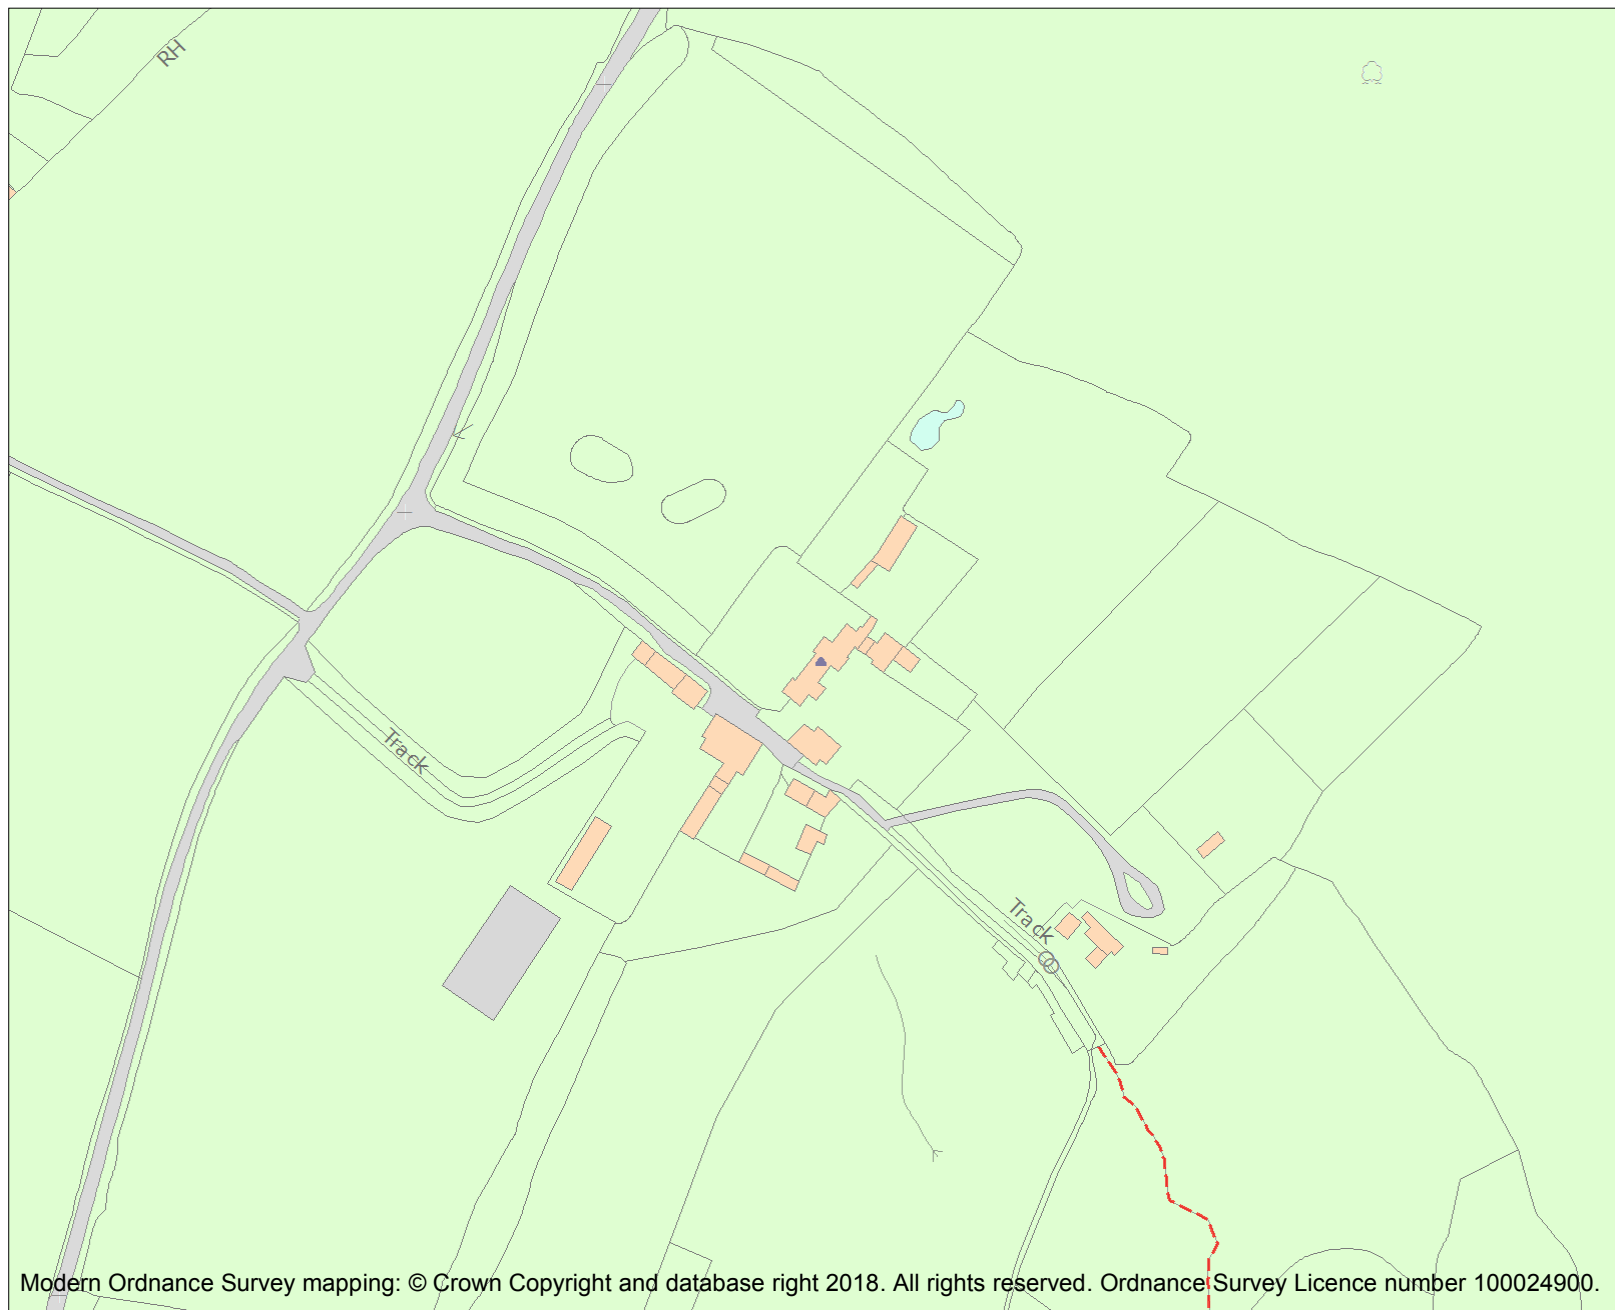 RH
Track
Track
Modern Ordnance Survey mapping: © Crown Copyright and database right 2018. All rights reserved. Ordnance Survey Licence number 100024900.